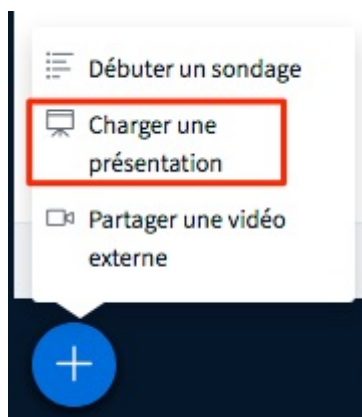 Débuter un sondage
Charger une
présentation
Partager une vidéo
externe